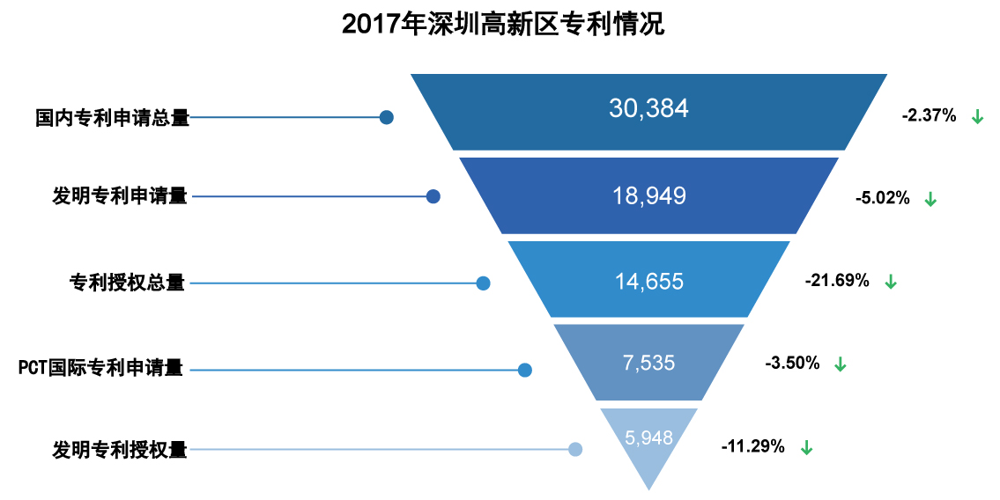 2017年深圳高新区专利情况
国内专利申请总量
30,384
-2.37%
发明专利申请量
18,949
-5.02%
专利授权总量
14,655
-21.69%
PCT国际专利申请量
7,535
-3.50%
发明专利授权量
5,948
-11.29%